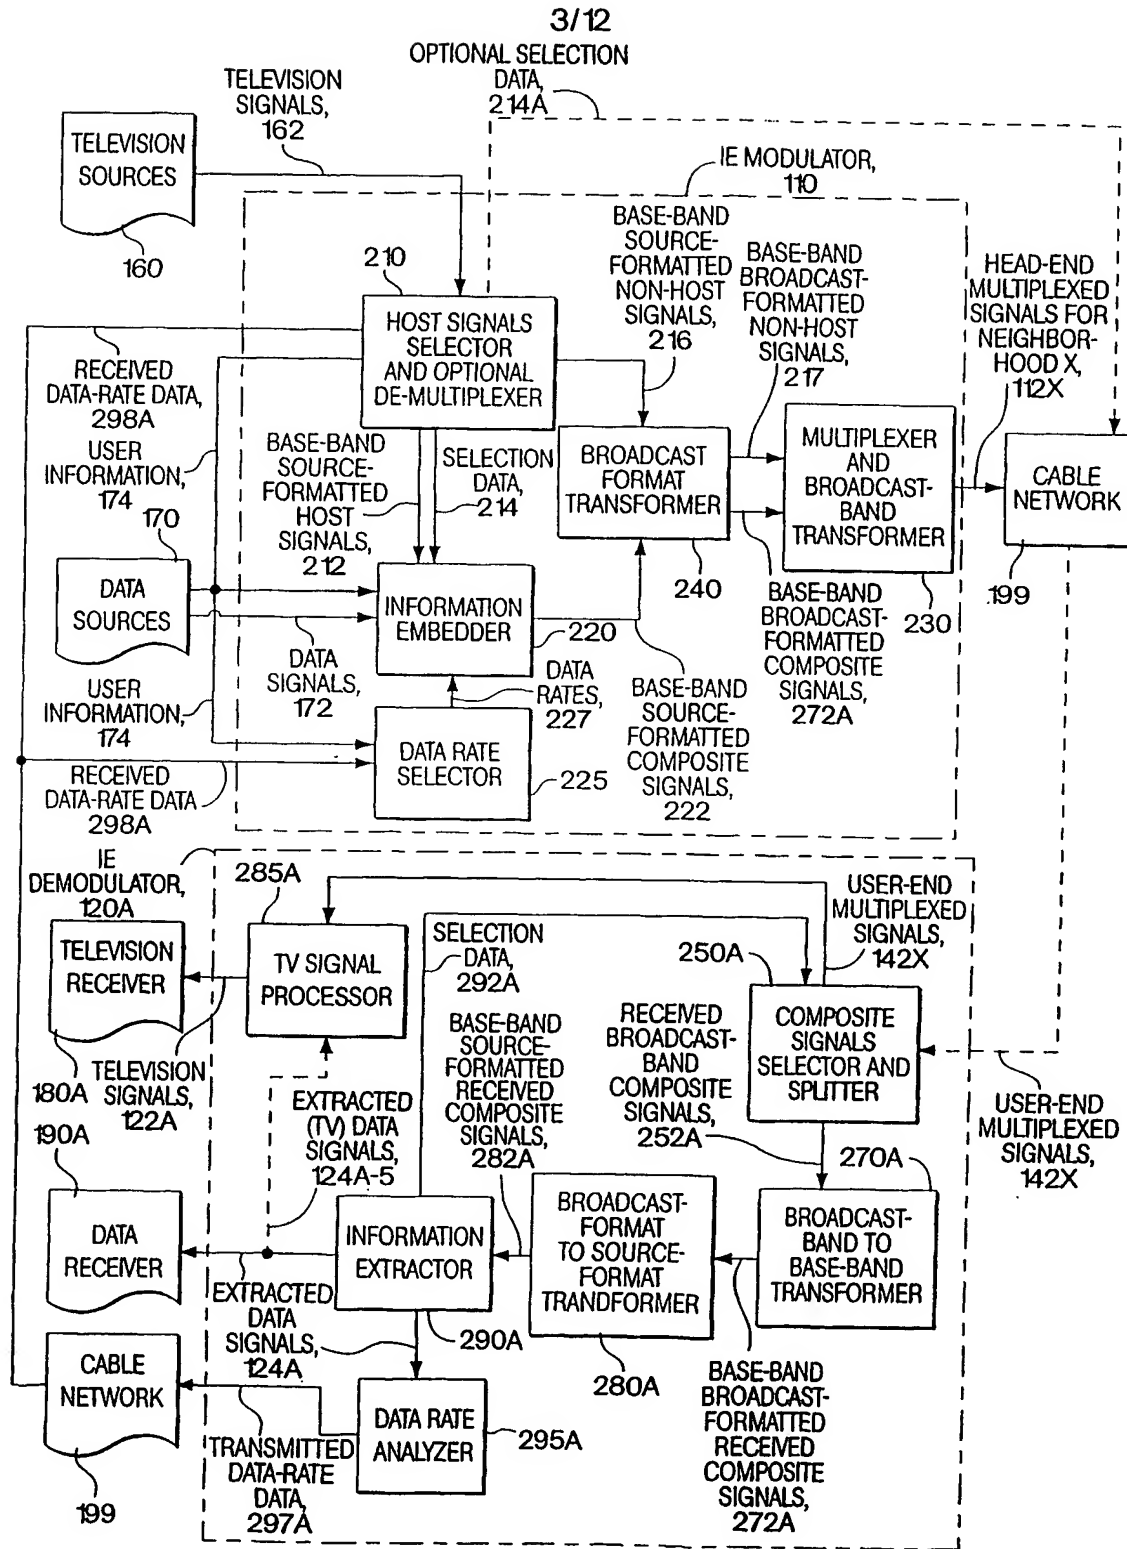 3/12
OPTIONAL SELECTION
DATA,
214A
TELEVISION
SIGNALS,
162
TELEVISION
SOURCES
160
IE MODULATOR,
110
210
HOST SIGNALS
SELECTOR
AND OPTIONAL
DE-MULTIPLEXER
BASE-BAND
SOURCE-
FORMATTED
NON-HOST
SIGNALS,
216
BASE-BAND
BROADCAST-
FORMATTED
NON-HOST
SIGNALS,
217
HEAD-END
MULTIPLEXED
SIGNALS FOR
NEIGHBOR-
HOOD X,
112X
RECEIVED
DATA-RATE DATA,
298A
USER
INFORMATION,
174
BASE-BAND
SOURCE-
FORMATTED
HOST
SIGNALS,
212
SELECTION
DATA,
214
BROADCAST
FORMAT
TRANSFORMER
240
MULTIPLEXER
AND
BROADCAST-
BAND
TRANSFORMER
230
CABLE
NETWORK
199
170
DATA
SOURCES
INFORMATION
EMBEDDER
220
DATA
SIGNALS,
172
DATA
RATES,
227
BASE-BAND
SOURCE-
FORMATTED
COMPOSITE
SIGNALS,
222
BASE-BAND
BROADCAST-
FORMATTED
COMPOSITE
SIGNALS,
272A
USER
INFORMATION,
174
DATA RATE
SELECTOR
225
RECEIVED
DATA-RATE DATA
298A
IE
DEMODULATOR,
120A
285A
TV SIGNAL
PROCESSOR
TELEVISION
RECEIVER
180A
TELEVISION
SIGNALS,
122A
SELECTION
DATA,
292A
USER-END
MULTIPLEXED
SIGNALS,
142X
250A
COMPOSITE
SIGNALS
SELECTOR AND
SPLITTER
RECEIVED
BROADCAST-
BAND
COMPOSITE
SIGNALS,
252A
BASE-BAND
SOURCE-
FORMATTED
RECEIVED
COMPOSITE
SIGNALS,
282A
EXTRACTED
(TV) DATA
SIGNALS,
124A-5
USER-END
MULTIPLEXED
SIGNALS,
142X
190A
DATA
RECEIVER
INFORMATION
EXTRACTOR
290A
BROADCAST-
FORMAT
TO SOURCE-
FORMAT
TRANDFORMER
280A
270A
BROADCAST-
BAND TO
BASE-BAND
TRANSFORMER
EXTRACTED
DATA
SIGNALS,
124A
BASE-BAND
BROADCAST-
FORMATTED
RECEIVED
COMPOSITE
SIGNALS,
272A
CABLE
NETWORK
199
DATA RATE
ANALYZER
295A
TRANSMITTED
DATA-RATE
DATA,
297A